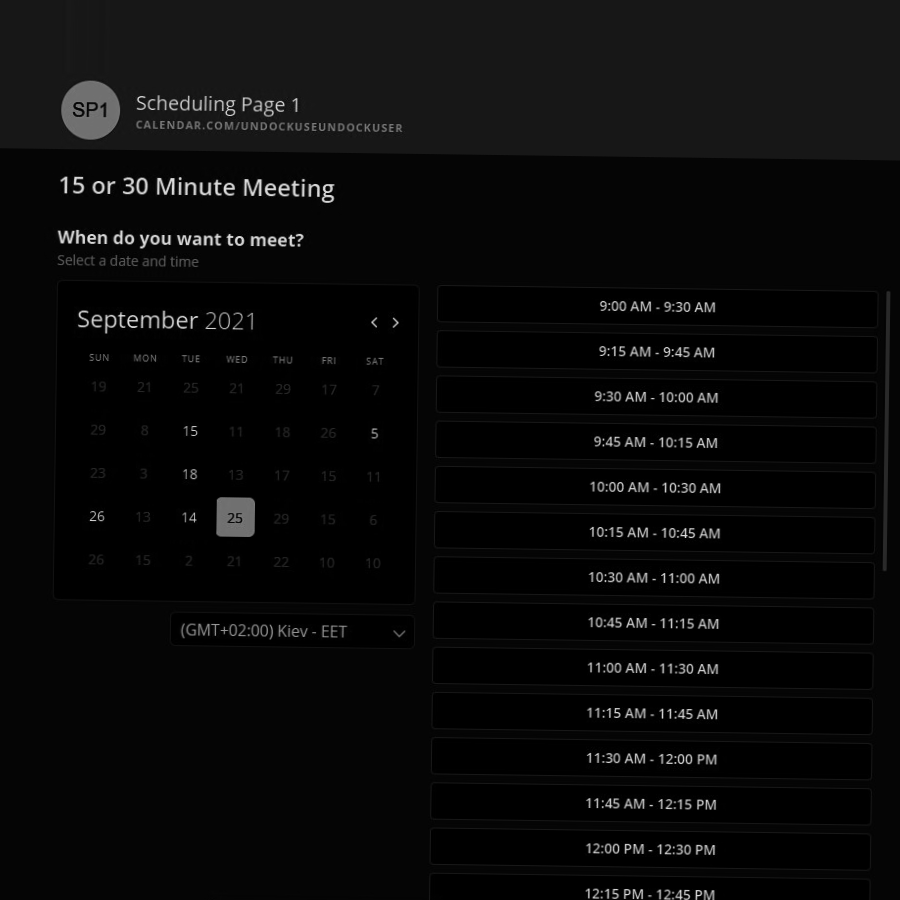 SP1
Scheduling Page 1
CALENDAR.COM/UNDOCKUSEUNDOCKUSER
15 or 30 Minute Meeting
When do you want to meet?
Select a date and time
September 2021
SUN MON TUE WED THU FRI SAT
19 21 25 21 29 17 7
29 8 15 11 18 26 5
23 3 18 13 17 15 11
26 13 14 25 29 15 6
26 15 2 21 22 10 10
(GMT+02:00) Kiev - EET
9:00 AM - 9:30 AM
9:15 AM - 9:45 AM
9:30 AM - 10:00 AM
9:45 AM - 10:15 AM
10:00 AM - 10:30 AM
10:15 AM - 10:45 AM
10:30 AM - 11:00 AM
10:45 AM - 11:15 AM
11:00 AM - 11:30 AM
11:15 AM - 11:45 AM
11:30 AM - 12:00 PM
11:45 AM - 12:15 PM
12:00 PM - 12:30 PM
12:15 PM - 12:45 PM